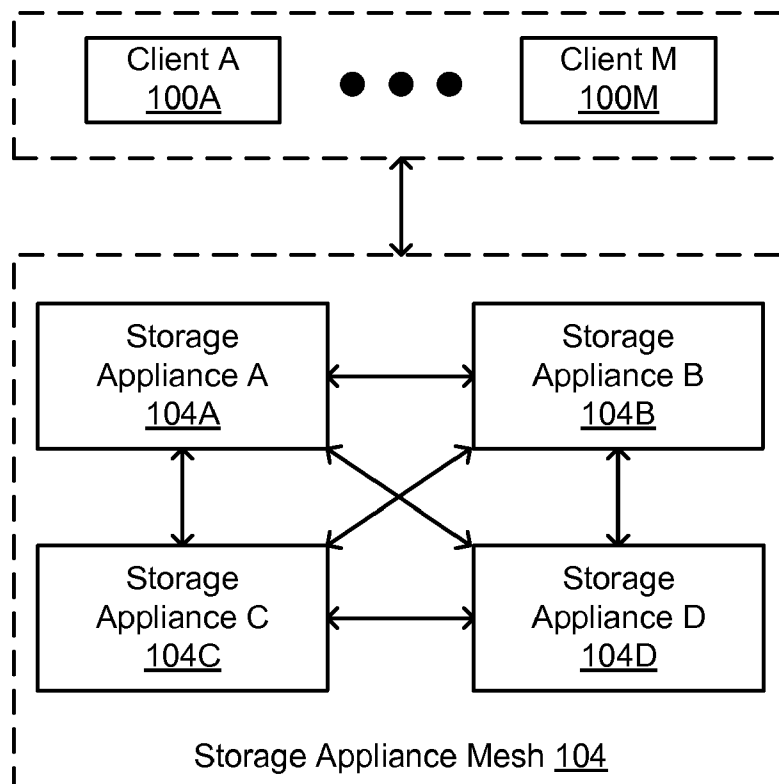 Client A
100A
Client M
100M
Storage
Appliance A
104A
Storage
Appliance B
104B
Storage
Appliance C
104C
Storage
Appliance D
104D
Storage Appliance Mesh 104